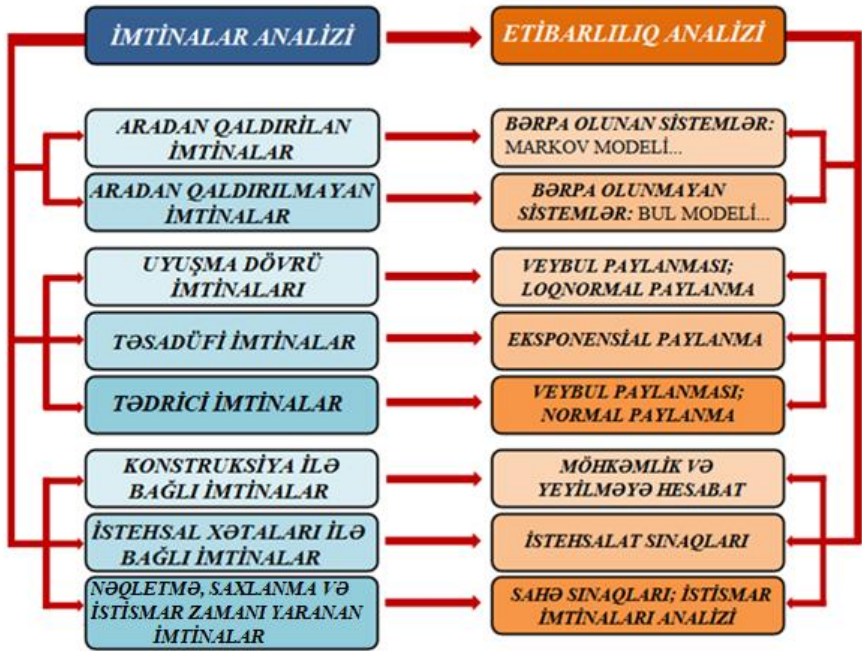 İMTİNALAR ANALİZİ
ETİBARLILIQ ANALİZİ
ARADAN QALDIRİLAN
İMTİNALAR
BƏRPA OLUNAN SİSTEMLƏR:
MARKOV MODELİ...
ARADAN QALDIRILMAYAN
İMTİNALAR
BƏRPA OLUNMAYAN
SİSTEMLƏR: BUL MODELİ...
UYUŞMA DÖVRÜ
İMTİNALARI
VEYBUL PAYLANMASI;
LOQNORMAL PAYLANMA
TƏSADÜFİ İMTİNALAR
EKSPONENSİAL PAYLANMA
TƏDRİCİ İMTİNALAR
VEYBUL PAYLANMASI;
NORMAL PAYLANMA
KONSTRUKSİYA İLƏ
BAĞLI İMTİNALAR
MÖHKƏMLİK VƏ
YEYİLMƏYƏ HESABAT
İSTEHSAL XƏTALARI İLƏ
BAĞLI İMTİNALAR
İSTEHSALAT SINAQLARI
NƏQLETMƏ, SAXLANMA VƏ
İSTİSMAR ZAMANI YARANAN
İMTİNALAR
SAHƏ SINAQLARI; İSTİSMAR
İMTİNALARI ANALİZİ